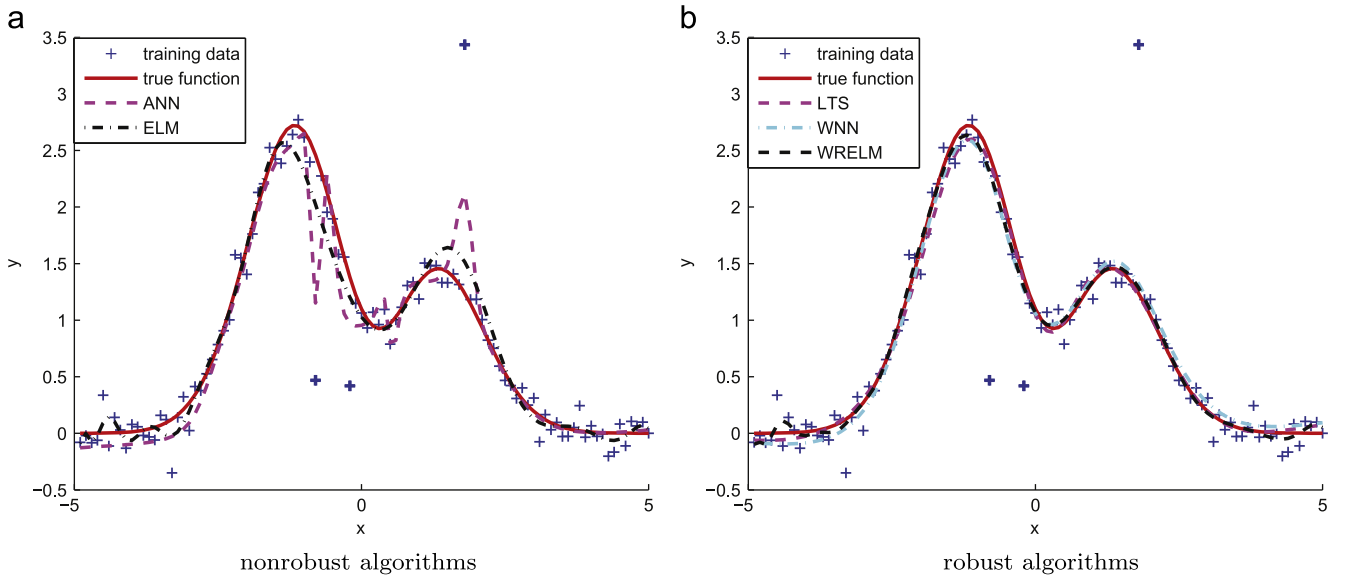 a
3.5
3
2.5
2
1.5
1
0.5
0
−0.5
−5
0
5
y
x
training data
true function
ANN
ELM
nonrobust algorithms
b
3.5
3
2.5
2
1.5
1
0.5
0
−0.5
−5
0
5
y
x
training data
true function
LTS
WNN
WRELM
robust algorithms